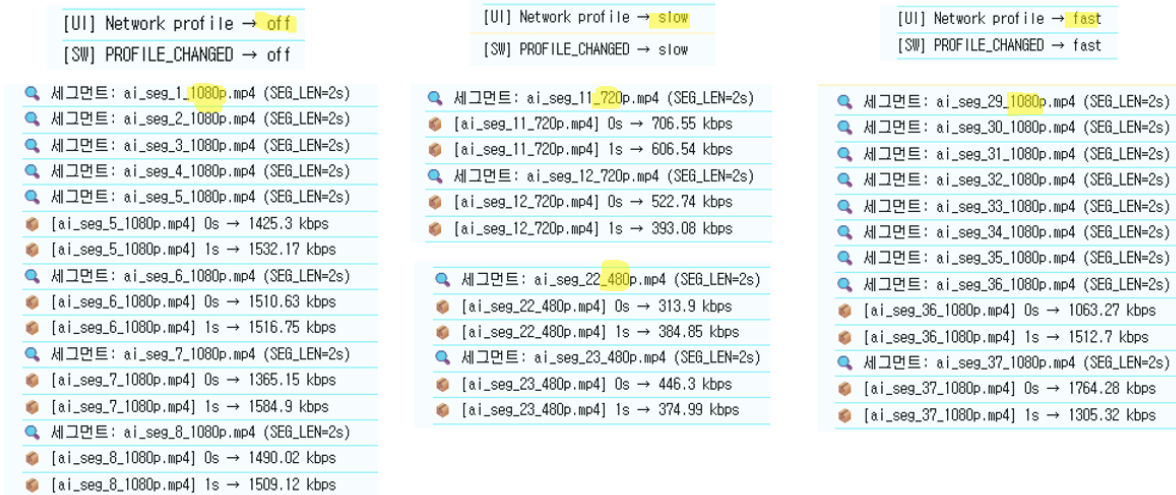 [UI] Network profile → off
[SW] PROFILE_CHANGED → off
세그먼트: ai_seg_1_1080p.mp4 (SEG_LEN=2s)
세그먼트: ai_seg_2_1080p.mp4 (SEG_LEN=2s)
세그먼트: ai_seg_3_1080p.mp4 (SEG_LEN=2s)
세그먼트: ai_seg_4_1080p.mp4 (SEG_LEN=2s)
세그먼트: ai_seg_5_1080p.mp4 (SEG_LEN=2s)
[ai_seg_5_1080p.mp4] 0s → 1425.3 kbps
[ai_seg_5_1080p.mp4] 1s → 1532.17 kbps
세그먼트: ai_seg_6_1080p.mp4 (SEG_LEN=2s)
[ai_seg_6_1080p.mp4] 0s → 1510.63 kbps
[ai_seg_6_1080p.mp4] 1s → 1516.75 kbps
세그먼트: ai_seg_7_1080p.mp4 (SEG_LEN=2s)
[ai_seg_7_1080p.mp4] 0s → 1365.15 kbps
[ai_seg_7_1080p.mp4] 1s → 1584.9 kbps
세그먼트: ai_seg_8_1080p.mp4 (SEG_LEN=2s)
[ai_seg_8_1080p.mp4] 0s → 1490.02 kbps
[ai_seg_8_1080p.mp4] 1s → 1509.12 kbps
[UI] Network profile → slow
[SW] PROFILE_CHANGED → slow
세그먼트: ai_seg_11_720p.mp4 (SEG_LEN=2s)
[ai_seg_11_720p.mp4] 0s → 706.55 kbps
[ai_seg_11_720p.mp4] 1s → 606.54 kbps
세그먼트: ai_seg_12_720p.mp4 (SEG_LEN=2s)
[ai_seg_12_720p.mp4] 0s → 522.74 kbps
[ai_seg_12_720p.mp4] 1s → 393.08 kbps
세그먼트: ai_seg_22_480p.mp4 (SEG_LEN=2s)
[ai_seg_22_480p.mp4] 0s → 313.9 kbps
[ai_seg_22_480p.mp4] 1s → 384.85 kbps
세그먼트: ai_seg_23_480p.mp4 (SEG_LEN=2s)
[ai_seg_23_480p.mp4] 0s → 446.3 kbps
[ai_seg_23_480p.mp4] 1s → 374.99 kbps
[UI] Network profile → fast
[SW] PROFILE_CHANGED → fast
세그먼트: ai_seg_29_1080p.mp4 (SEG_LEN=2s)
세그먼트: ai_seg_30_1080p.mp4 (SEG_LEN=2s)
세그먼트: ai_seg_31_1080p.mp4 (SEG_LEN=2s)
세그먼트: ai_seg_32_1080p.mp4 (SEG_LEN=2s)
세그먼트: ai_seg_33_1080p.mp4 (SEG_LEN=2s)
세그먼트: ai_seg_34_1080p.mp4 (SEG_LEN=2s)
세그먼트: ai_seg_35_1080p.mp4 (SEG_LEN=2s)
세그먼트: ai_seg_36_1080p.mp4 (SEG_LEN=2s)
[ai_seg_36_1080p.mp4] 0s → 1063.27 kbps
[ai_seg_36_1080p.mp4] 1s → 1512.7 kbps
세그먼트: ai_seg_37_1080p.mp4 (SEG_LEN=2s)
[ai_seg_37_1080p.mp4] 0s → 1764.28 kbps
[ai_seg_37_1080p.mp4] 1s → 1305.32 kbps